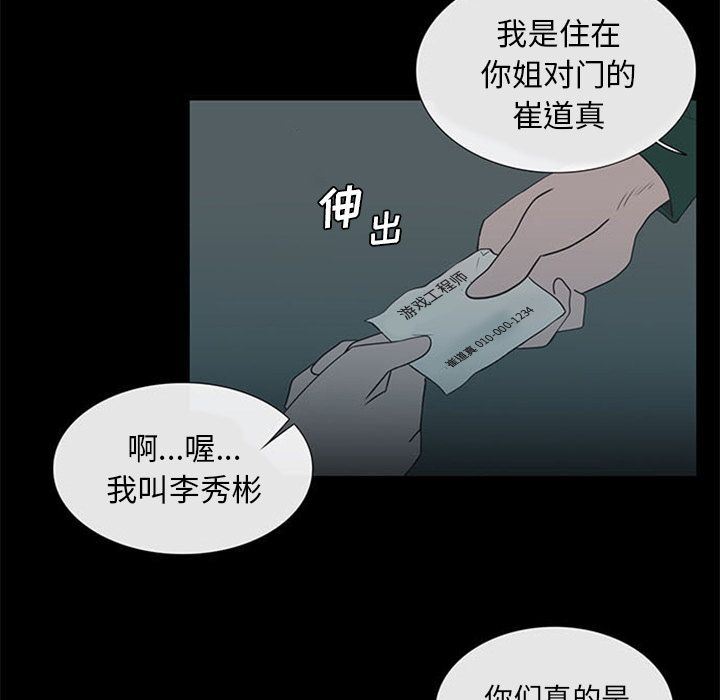 我是住在
你姐对门的
崔道真
伸出
游戏工程师
崔道真 010-000-1234
啊...喔...
我叫李秀彬
你们真的是